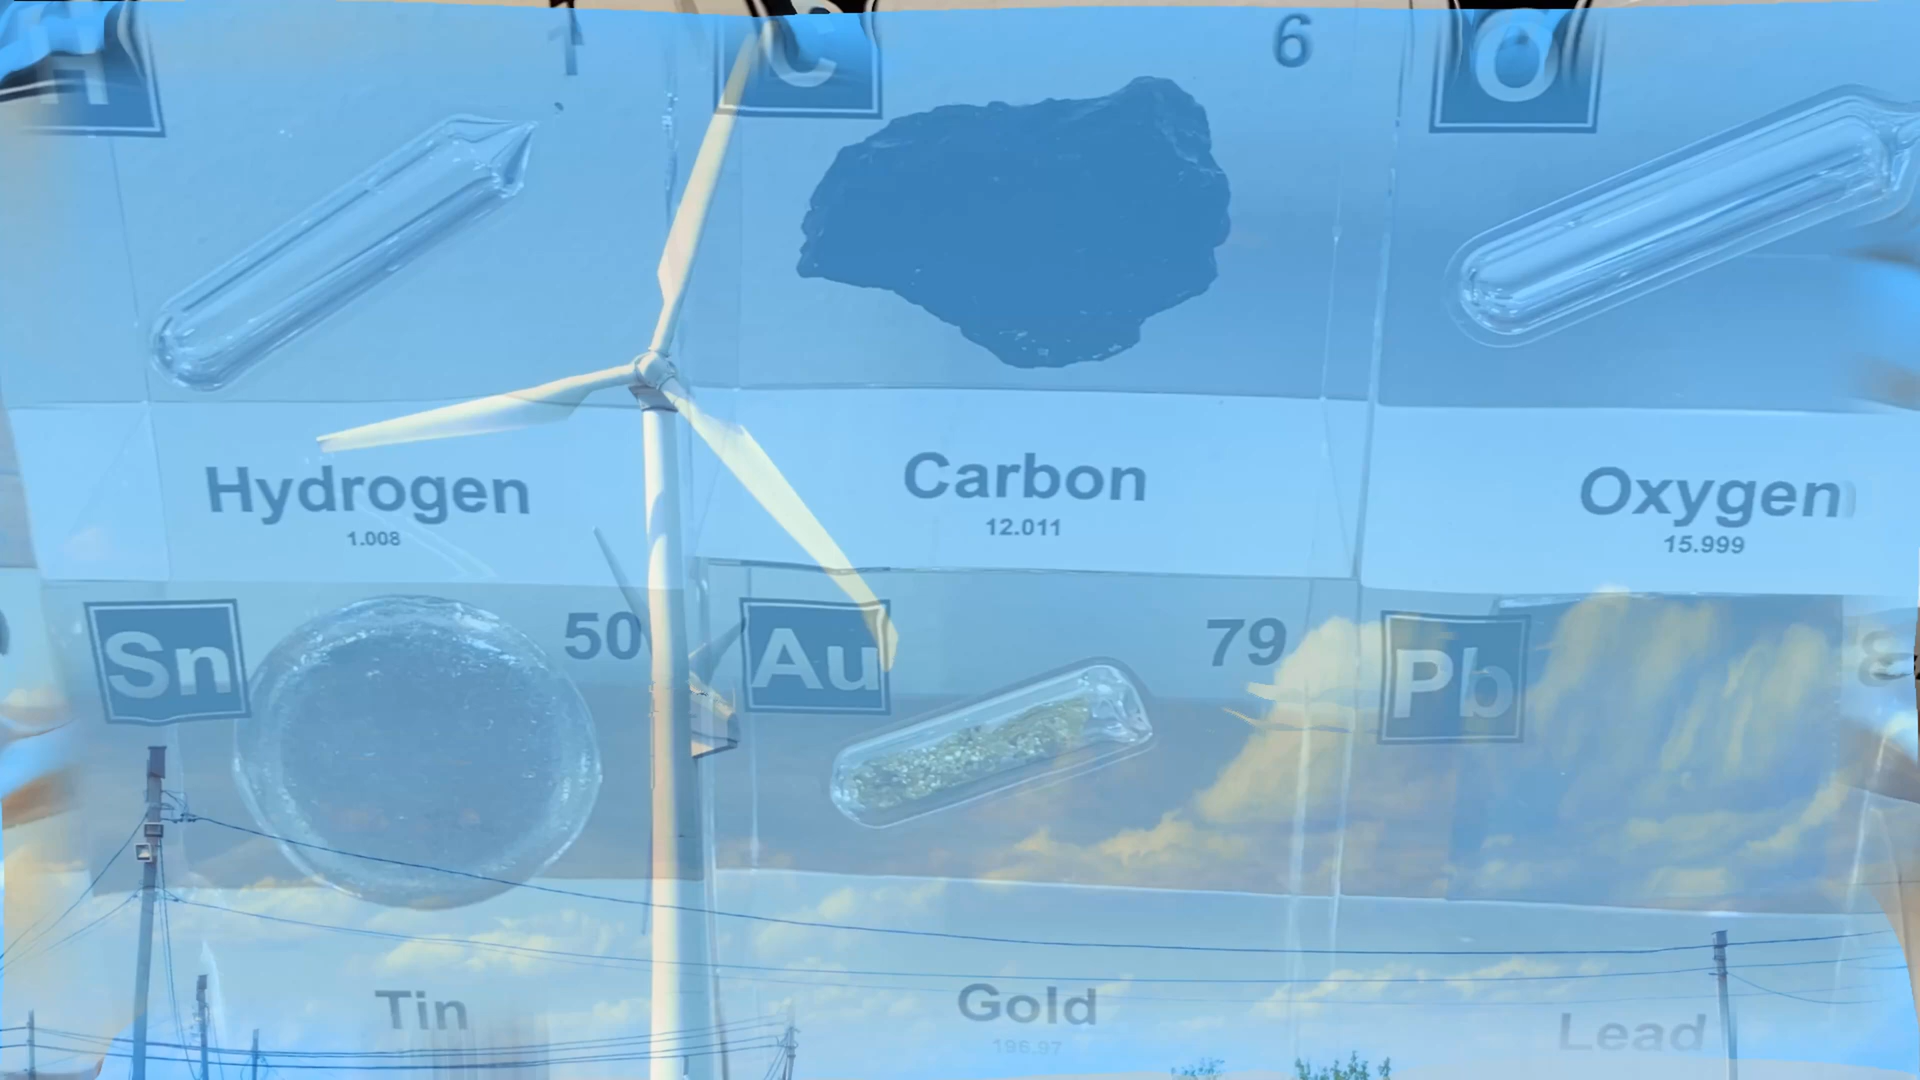 H 1 C 6 O
Hydrogen Carbon Oxygen
1.008 12.011 15.999
Sn 50 Au 79 Pb 8
Tin Gold Lead
196.97